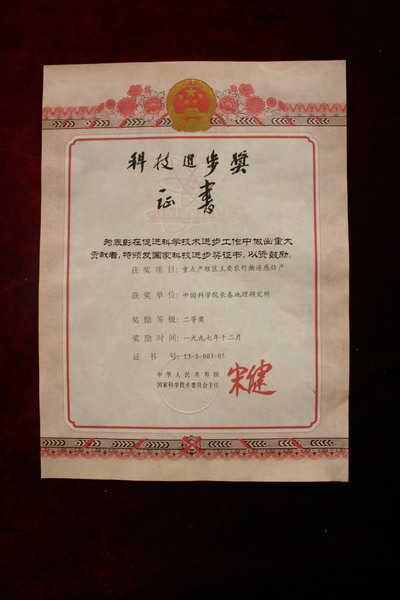 科技进步奖
证书
为表彰在促进科学技术进步工作中做出重大
贡献者，特颁发国家科技进步奖证书，以资鼓励。
获奖项目：重点产粮区主要农作物遥感估产
获奖单位：中国科学院长春地理研究所
奖励等级：二等奖
奖励时间：一九九七年十二月
证书号：13-2-003-05
中华人民共和国
国家科学技术委员会主任
宋健